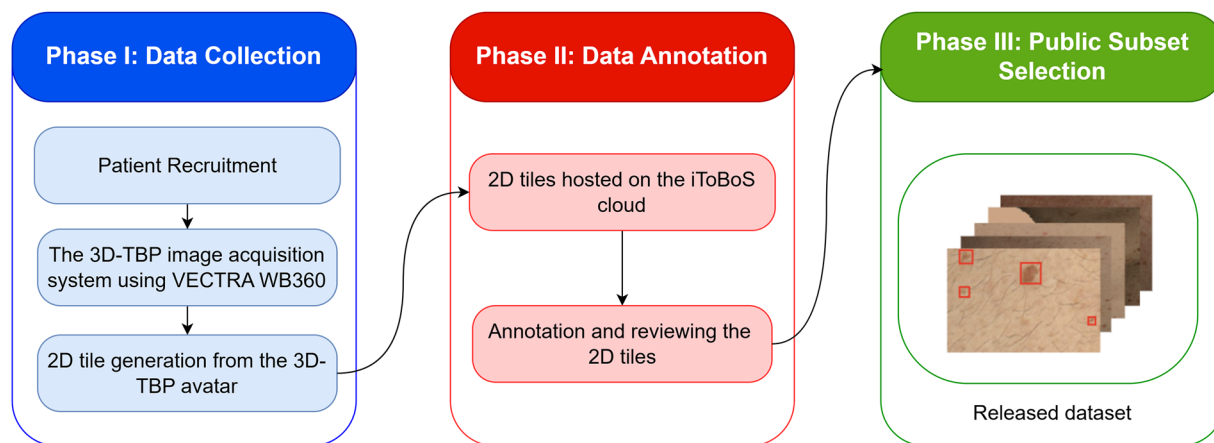 Phase I: Data Collection
Patient Recruitment
The 3D-TBP image acquisition
system using VECTRA WB360
2D tile generation from the 3D-
TBP avatar
Phase II: Data Annotation
2D tiles hosted on the iToBoS
cloud
Annotation and reviewing the
2D tiles
Phase III: Public Subset
Selection
Released dataset